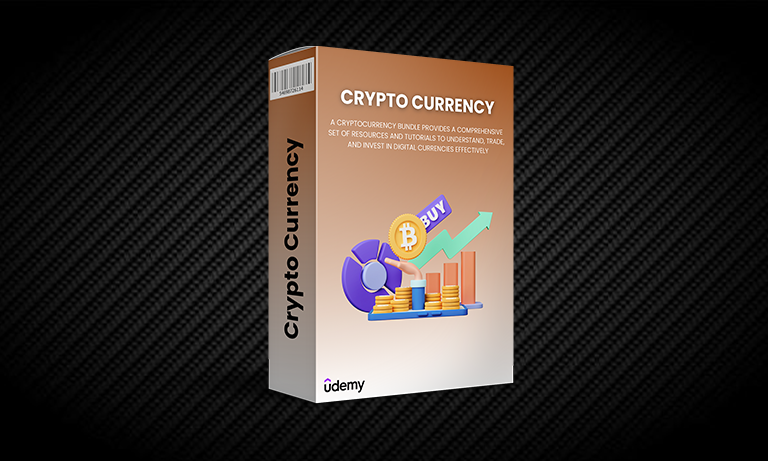 CRYPTO CURRENCY
A CRYPTOCURRENCY BUNDLE PROVIDES A COMPREHENSIVE
SET OF RESOURCES AND TUTORIALS TO UNDERSTAND, TRADE,
AND INVEST IN DIGITAL CURRENCIES EFFECTIVELY
BUY
Crypto Currency
udemy